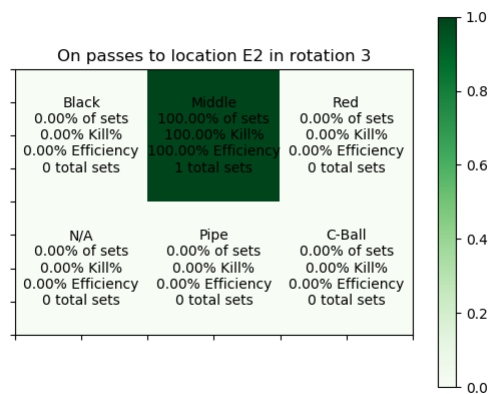 On passes to location E2 in rotation 3
Black
0.00% of sets
0.00% Kill%
0.00% Efficiency
0 total sets
Middle
100.00% of sets
100.00% Kill%
100.00% Efficiency
1 total sets
Red
0.00% of sets
0.00% Kill%
0.00% Efficiency
0 total sets
N/A
0.00% of sets
0.00% Kill%
0.00% Efficiency
0 total sets
Pipe
0.00% of sets
0.00% Kill%
0.00% Efficiency
0 total sets
C-Ball
0.00% of sets
0.00% Kill%
0.00% Efficiency
0 total sets
1.0
0.8
0.6
0.4
0.2
0.0